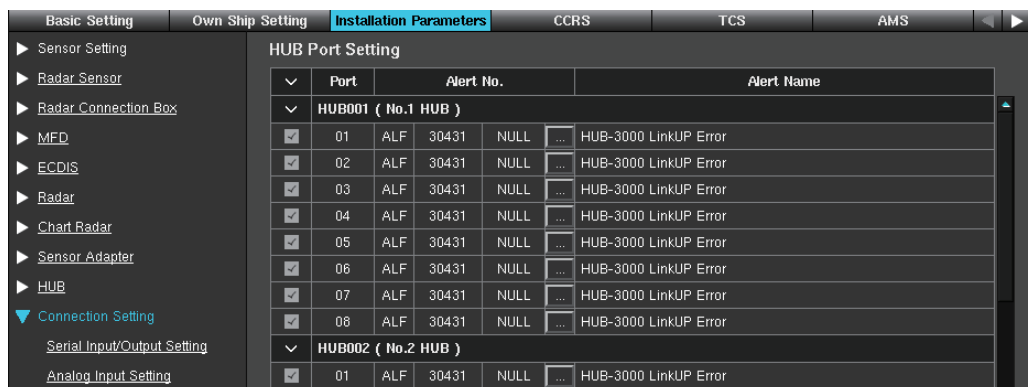 Basic Setting Own Ship Setting Installation Parameters CCRS TCS AMS
Sensor Setting
Radar Sensor
Radar Connection Box
MFD
ECDIS
Radar
Chart Radar
Sensor Adapter
HUB
Connection Setting
Serial Input/Output Setting
Analog Input Setting
HUB Port Setting
Port Alert No. Alert Name
HUB001 ( No.1 HUB )
01 ALF 30431 NULL ... HUB-3000 LinkUP Error
02 ALF 30431 NULL ... HUB-3000 LinkUP Error
03 ALF 30431 NULL ... HUB-3000 LinkUP Error
04 ALF 30431 NULL ... HUB-3000 LinkUP Error
05 ALF 30431 NULL ... HUB-3000 LinkUP Error
06 ALF 30431 NULL ... HUB-3000 LinkUP Error
07 ALF 30431 NULL ... HUB-3000 LinkUP Error
08 ALF 30431 NULL ... HUB-3000 LinkUP Error
HUB002 ( No.2 HUB )
01 ALF 30431 NULL ... HUB-3000 LinkUP Error